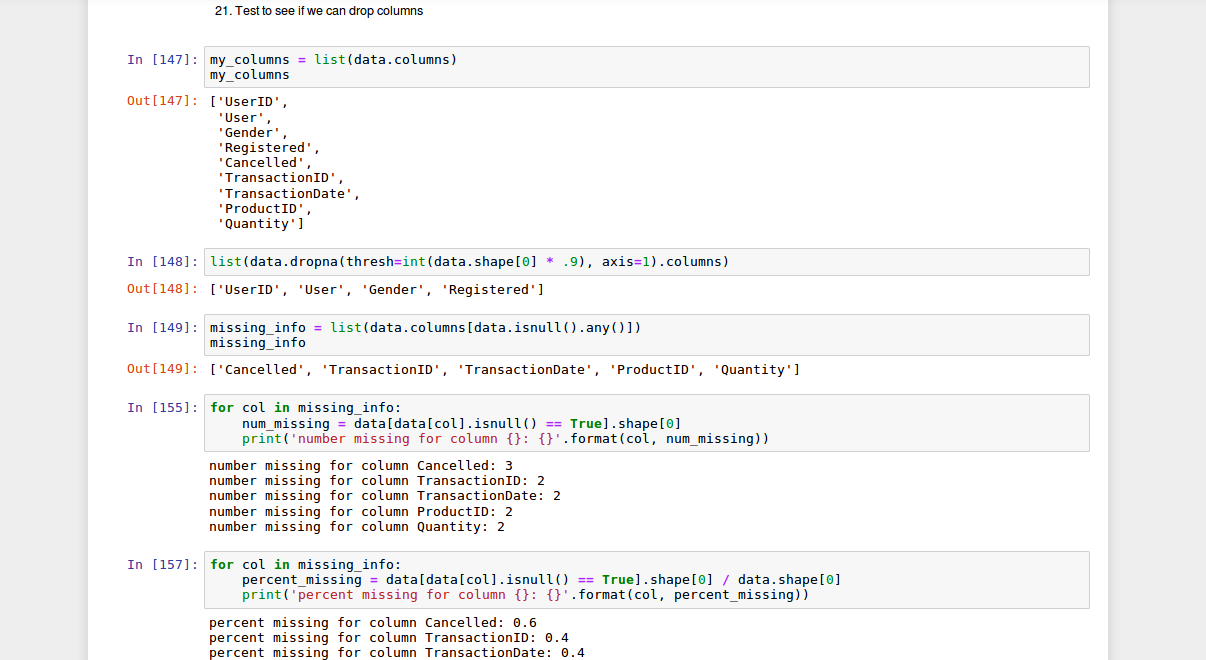 21. Test to see if we can drop columns
In [147]: my_columns = list(data.columns)
my_columns
Out[147]: ['UserID',
'User',
'Gender',
'Registered',
'Cancelled',
'TransactionID',
'TransactionDate',
'ProductID',
'Quantity']
In [148]: list(data.dropna(thresh=int(data.shape[0] * .9), axis=1).columns)
Out[148]: ['UserID', 'User', 'Gender', 'Registered']
In [149]: missing_info = list(data.columns[data.isnull().any()])
missing_info
Out[149]: ['Cancelled', 'TransactionID', 'TransactionDate', 'ProductID', 'Quantity']
In [155]: for col in missing_info:
    num_missing = data[data[col].isnull() == True].shape[0]
    print('number missing for column {}: {}'.format(col, num_missing))
number missing for column Cancelled: 3
number missing for column TransactionID: 2
number missing for column TransactionDate: 2
number missing for column ProductID: 2
number missing for column Quantity: 2
In [157]: for col in missing_info:
    percent_missing = data[data[col].isnull() == True].shape[0] / data.shape[0]
    print('percent missing for column {}: {}'.format(col, percent_missing))
percent missing for column Cancelled: 0.6
percent missing for column TransactionID: 0.4
percent missing for column TransactionDate: 0.4